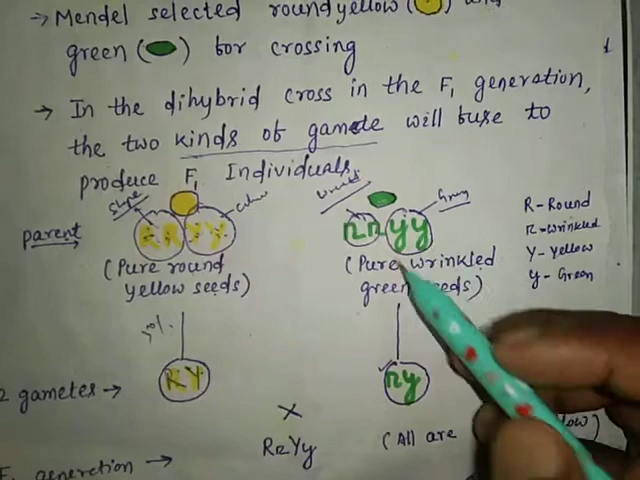 → Mendel selected round yellow ( ) and
green ( ) for crossing
→ In the dihybrid cross in the F1 generation,
the two kinds of gamete will fuse to
produce F1 Individuals.
Shape
Colour
Parent → RRYY
(Pure round
yellow seeds)
rryy
(Pure wrinkled
green seeds)
R - Round
r - wrinkled
Y - Yellow
y - Green
gametes → RY
ry
×
F1 generation → RrYy (All are